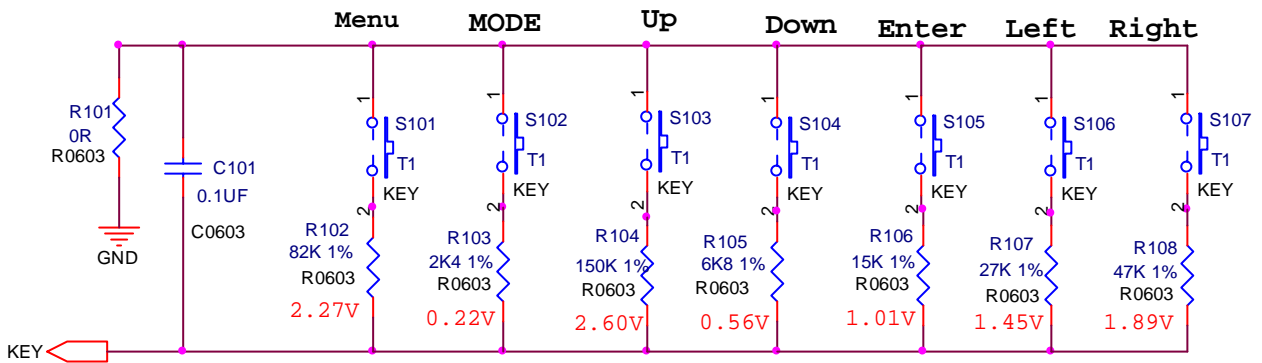 Menu
MODE
Up
Down
Enter
Left
Right
1
1
1
1
1
1
1
R101
0R
R0603
GND
C101
0.1UF
C0603
S101
T1
KEY
2
R102
82K 1%
R0603
2.27V
S102
T1
KEY
2
R103
2K4 1%
R0603
0.22V
S103
T1
KEY
2
R104
150K 1%
R0603
2.60V
S104
T1
KEY
2
R105
6K8 1%
R0603
0.56V
S105
T1
KEY
2
R106
15K 1%
R0603
1.01V
S106
T1
KEY
2
R107
27K 1%
R0603
1.45V
S107
T1
KEY
2
R108
47K 1%
R0603
1.89V
KEY